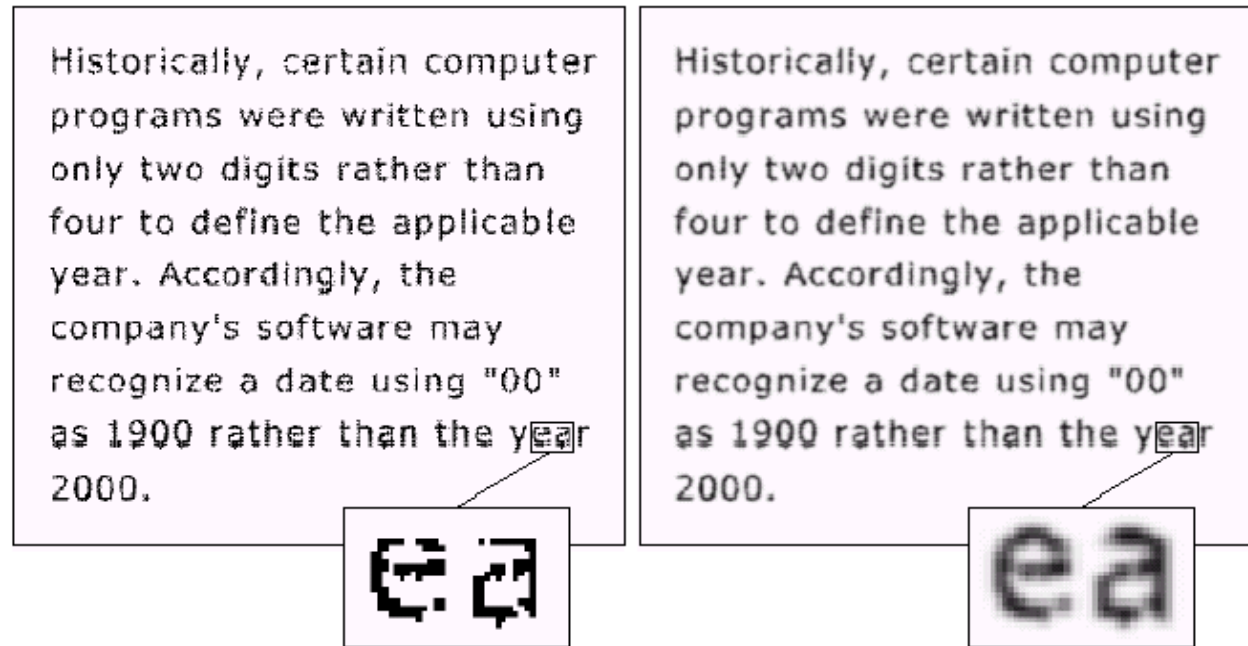 Historically, certain computer
programs were written using
only two digits rather than
four to define the applicable
year. Accordingly, the
company's software may
recognize a date using "00"
as 1900 rather than the year
2000.
ea
Historically, certain computer
programs were written using
only two digits rather than
four to define the applicable
year. Accordingly, the
company's software may
recognize a date using "00"
as 1900 rather than the year
2000.
ea